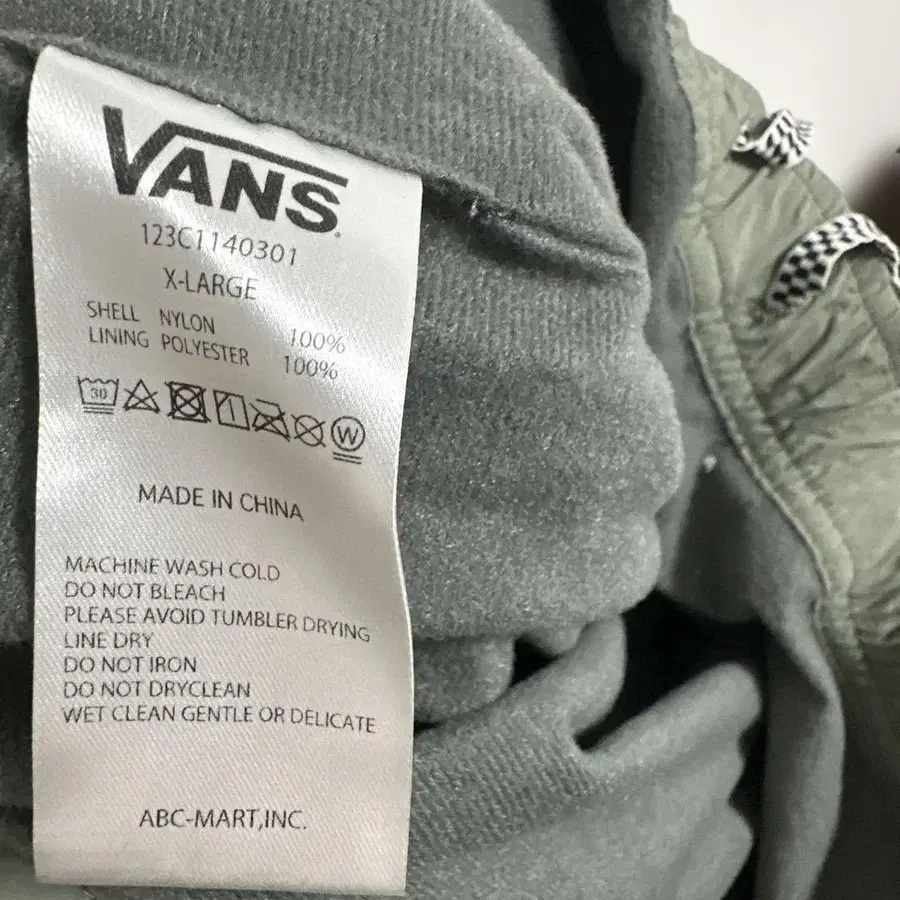 VANS
123C1140301
X-LARGE
SHELL NYLON 100%
LINING POLYESTER 100%
30 W
MADE IN CHINA
MACHINE WASH COLD
DO NOT BLEACH
PLEASE AVOID TUMBLER DRYING
LINE DRY
DO NOT IRON
DO NOT DRYCLEAN
WET CLEAN GENTLE OR DELICATE
ABC-MART,INC.